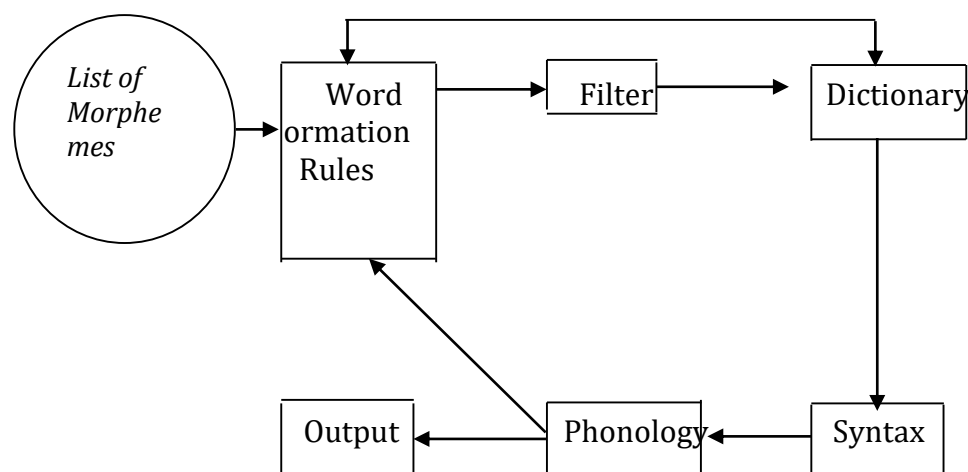 List of
Morphe
mes
Word
ormation
Rules
Filter
Dictionary
Output
Phonology
Syntax